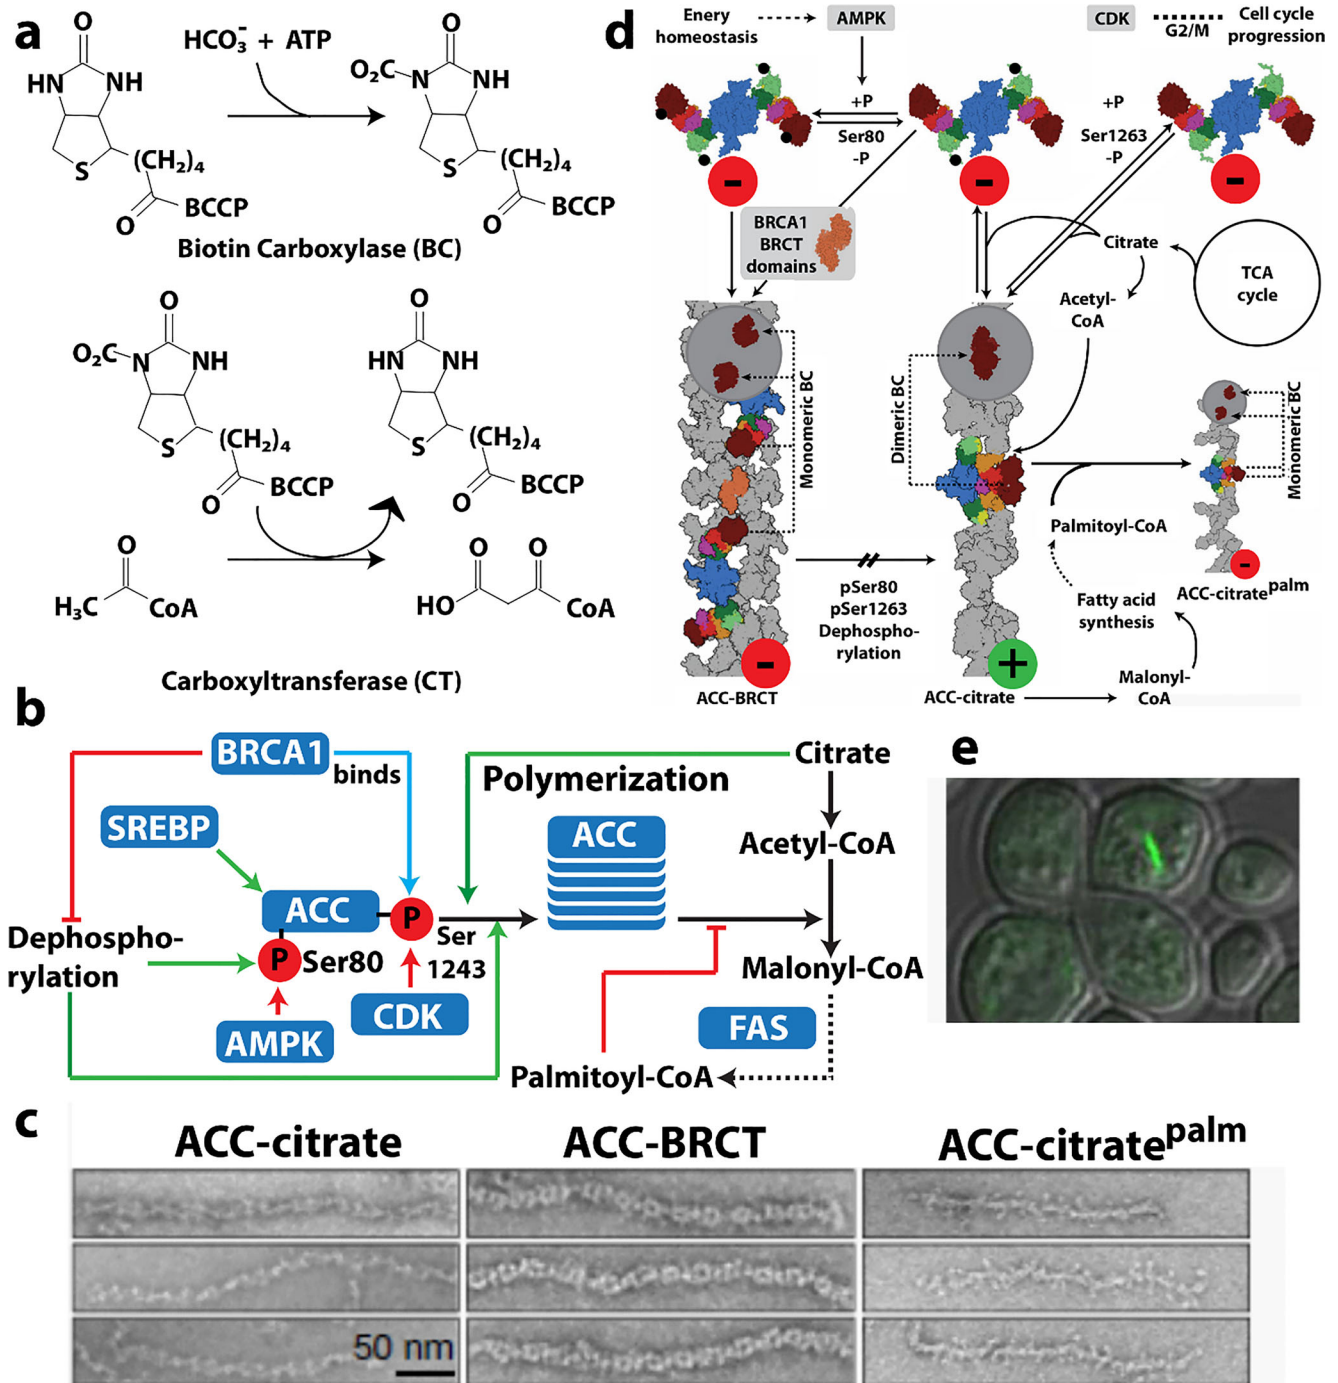 a
O
HN
NH
S
(CH₂)₄
O
BCCP
HCO₃⁻ + ATP
O
O₂C
N
NH
S
(CH₂)₄
O
BCCP
Biotin Carboxylase (BC)
O
O₂C
N
NH
S
(CH₂)₄
O
BCCP
O
HN
NH
S
(CH₂)₄
O
BCCP
O
H₃C
CoA
O
O
HO
CoA
Carboxyltransferase (CT)
b
BRCA1
binds
Citrate
Polymerization
SREBP
ACC
Acetyl-CoA
ACC
P
Ser
1243
Dephospho-
rylation
P
Ser80
Malonyl-CoA
CDK
AMPK
FAS
Palmitoyl-CoA
c
ACC-citrate
ACC-BRCT
ACC-citrate^palm
50 nm
d
Enery
homeostasis
AMPK
CDK
G2/M
Cell cycle
progression
+P
Ser80
-P
+P
Ser1263
-P
-
-
-
BRCA1
BRCT
domains
Citrate
TCA
cycle
Acetyl-
CoA
Monomeric BC
Dimeric BC
Monomeric BC
Palmitoyl-CoA
-
ACC-citrate^palm
pSer80
pSer1263
Dephospho-
rylation
Fatty acid
synthesis
-
+
ACC-BRCT
ACC-citrate
Malonyl-
CoA
e